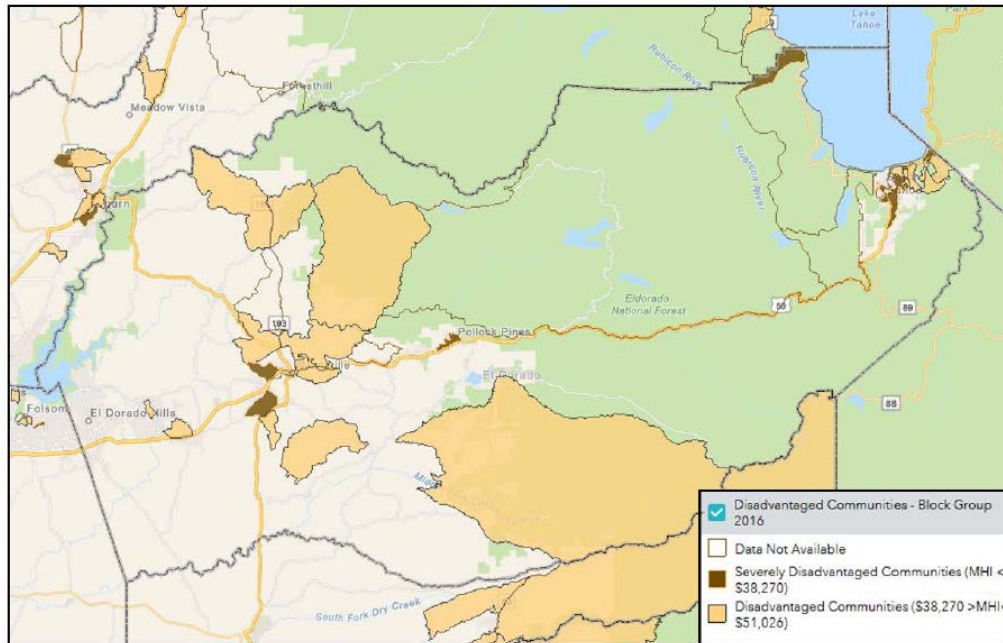 Lake
Tahoe
Park
Rubicon River
Foresthill
Meadow Vista
Rubicon River
193
50
89
Eldorado
National Forest
Pollock Pines
El Dorado
88
Folsom
El Dorado Hills
South Fork Dry Creek
Disadvantaged Communities - Block Group
2016
Data Not Available
Severely Disadvantaged Communities (MHI <
$38,270)
Disadvantaged Communities ($38,270 >MHI<
$51,026)